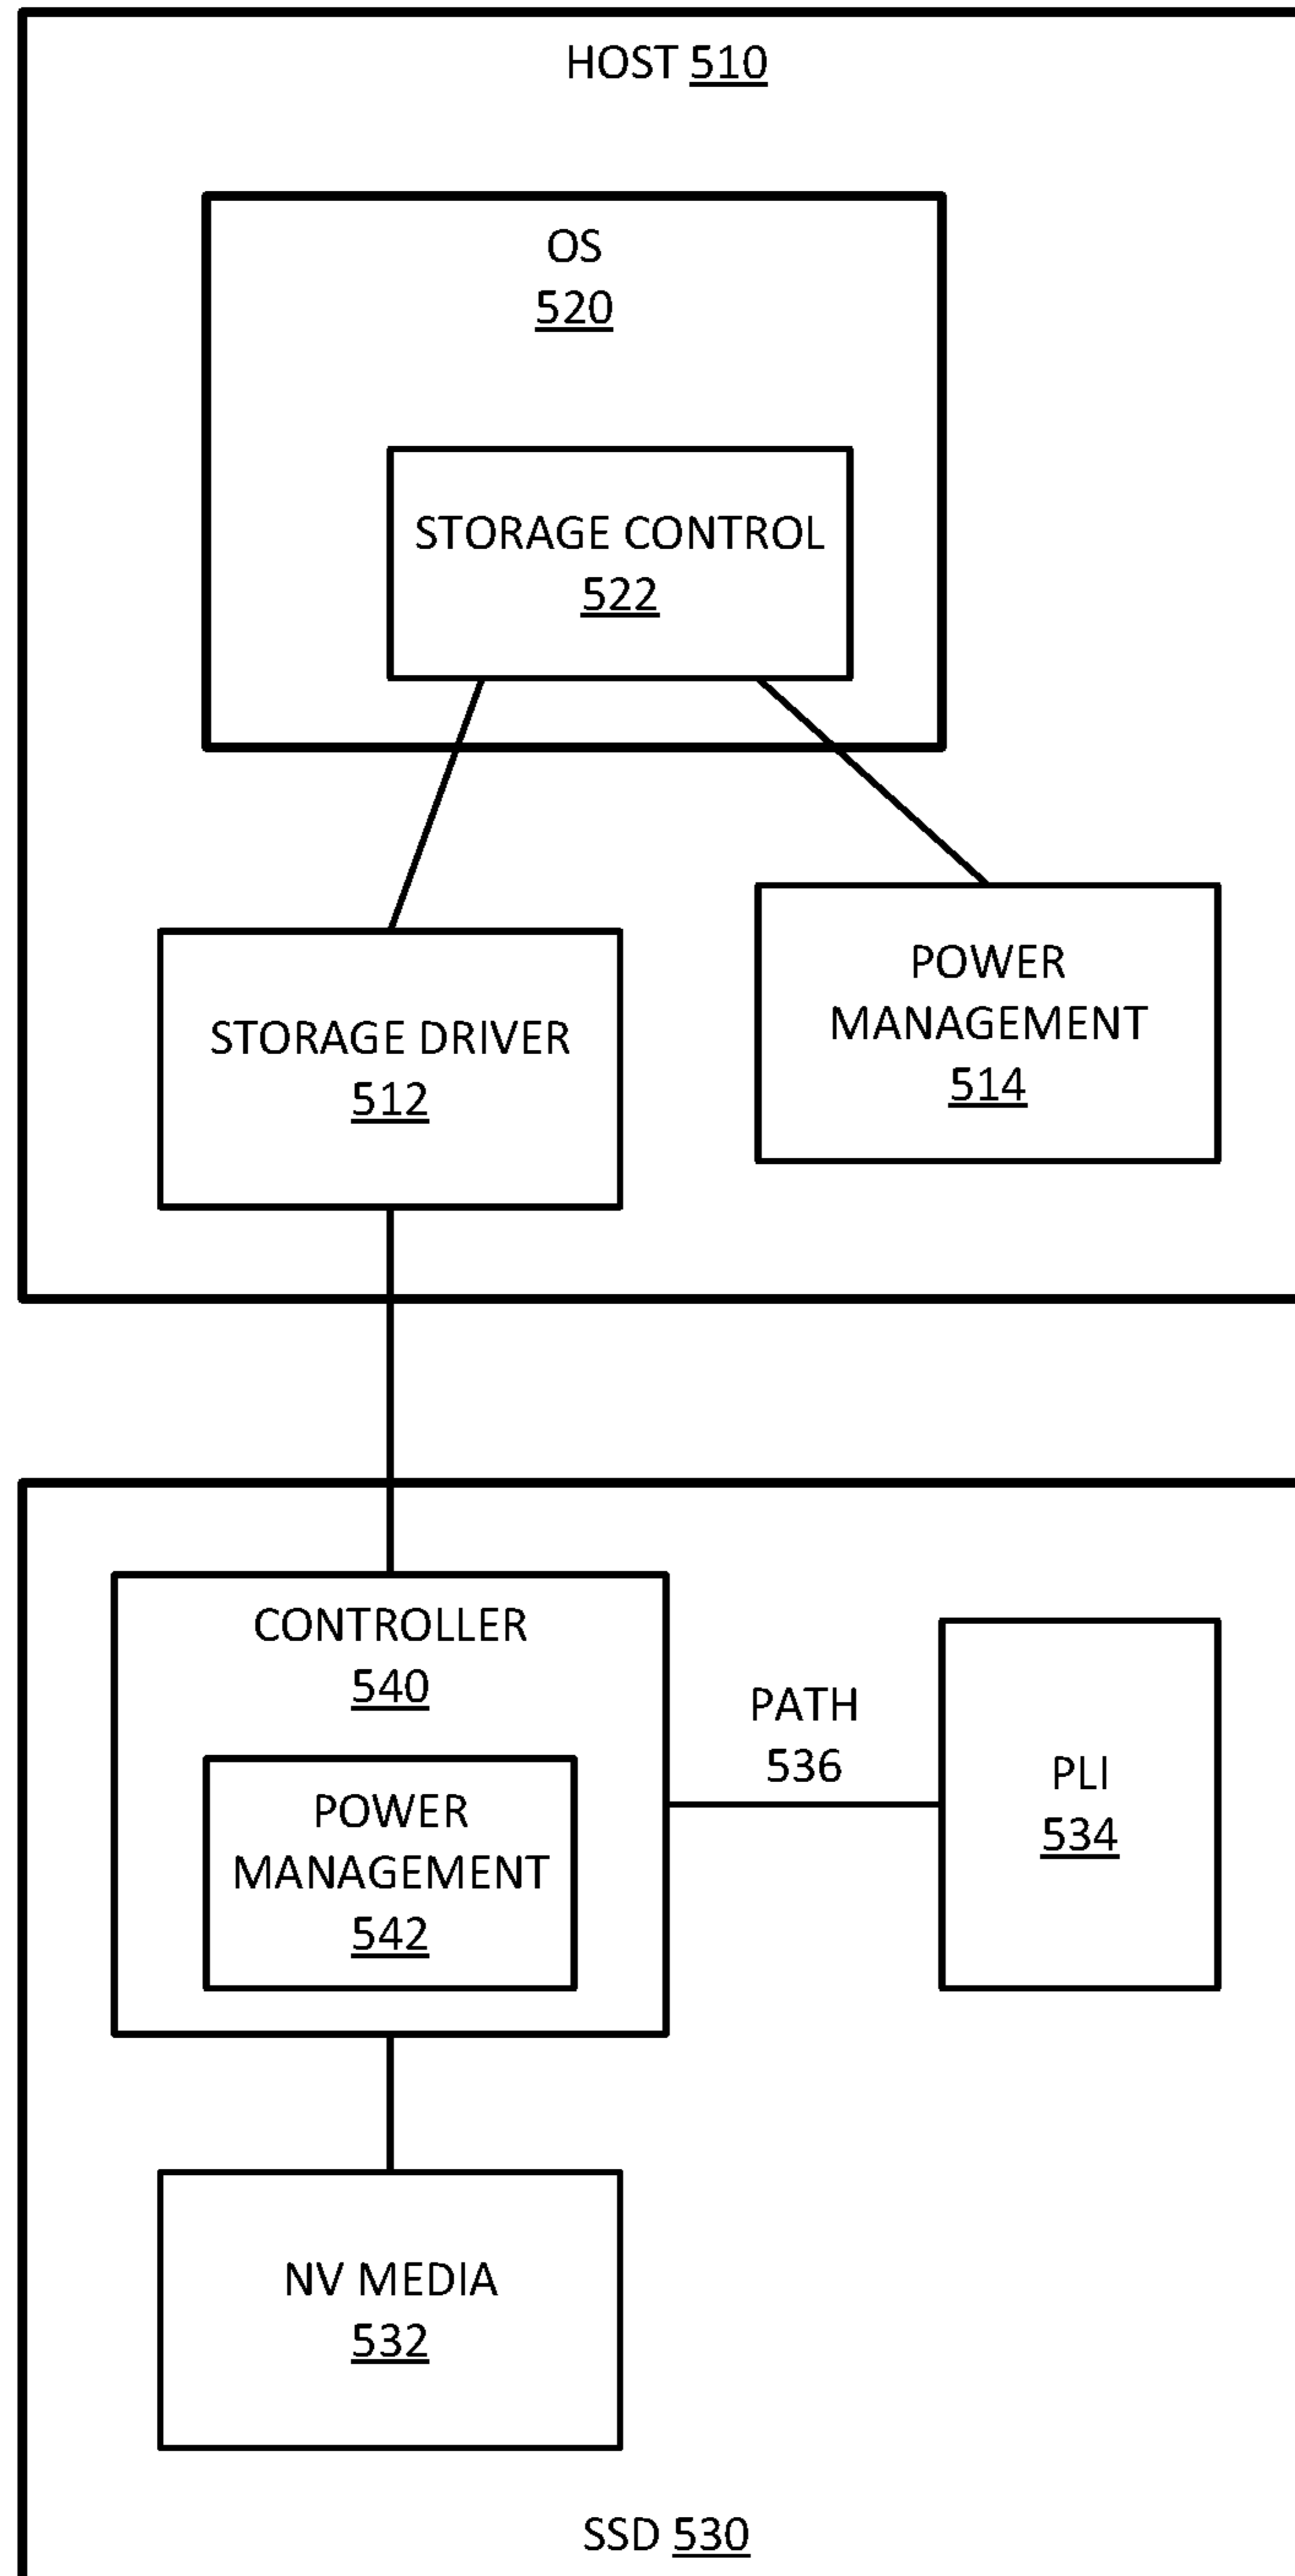 HOST 510
OS
520
STORAGE CONTROL
522
STORAGE DRIVER
512
POWER
MANAGEMENT
514
CONTROLLER
540
POWER
MANAGEMENT
542
PATH
536
PLI
534
NV MEDIA
532
SSD 530